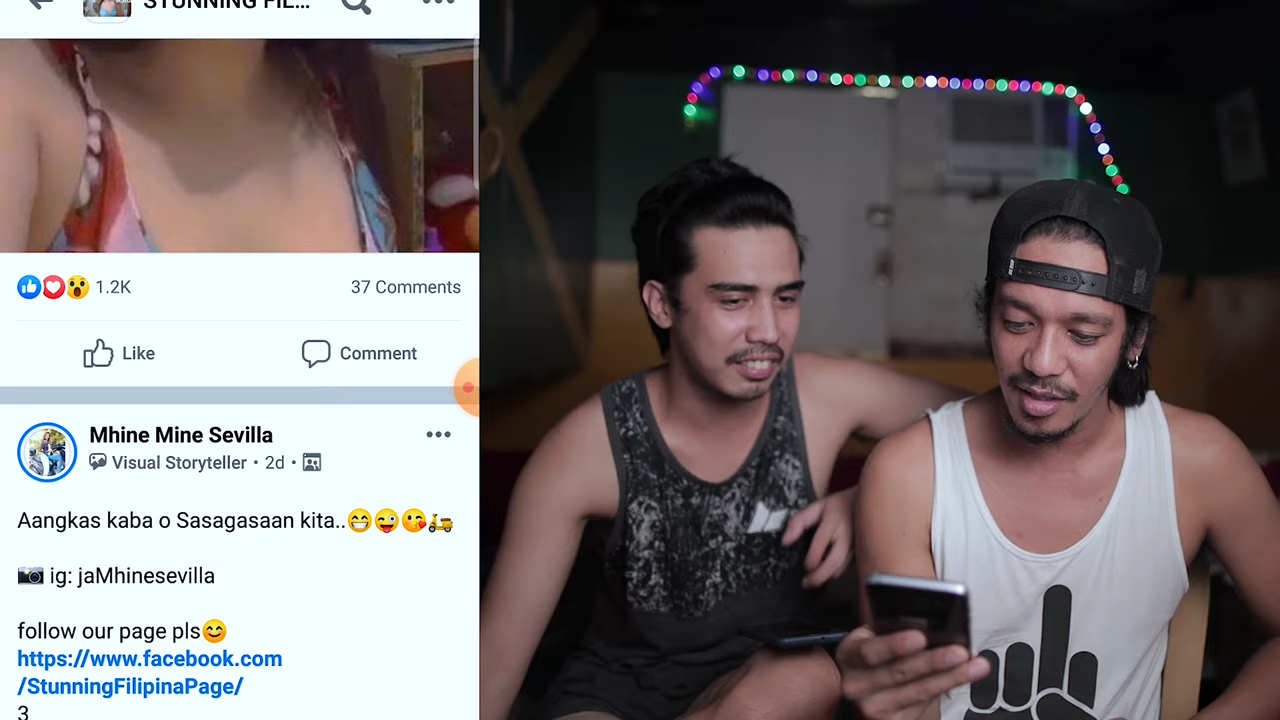 STUNNING FIL...
1.2K
37 Comments
Like
Comment
Mhine Mine Sevilla
Visual Storyteller · 2d ·
Aangkas kaba o Sasagasaan kita..😁😜😘🛵
📷 ig: jaMhinesevilla
follow our page pls😊
https://www.facebook.com
/StunningFilipinaPage/
3